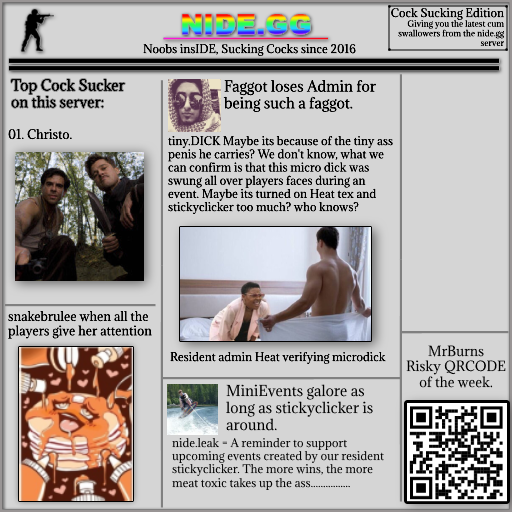 NIDE.GG
Noobs insIDE, Sucking Cocks since 2016
Cock Sucking Edition
Giving you the latest cum
swallowers from the nide.gg
server
Top Cock Sucker
on this server:
01. Christo.
snakebrulee when all the
players give her attention
Faggot loses Admin for
being such a faggot.
tiny.DICK Maybe its because of the tiny ass
penis he carries? We don't know, what we
can confirm is that this micro dick was
swung all over players faces during an
event. Maybe its turned on Heat tex and
stickyclicker too much? who knows?
Resident admin Heat verifying microdick
MiniEvents galore as
long as stickyclicker is
around.
nide.leak = A reminder to support
upcoming events created by our resident
stickyclicker. The more wins, the more
meat toxic takes up the ass................
MrBurns
Risky QRCODE
of the week.